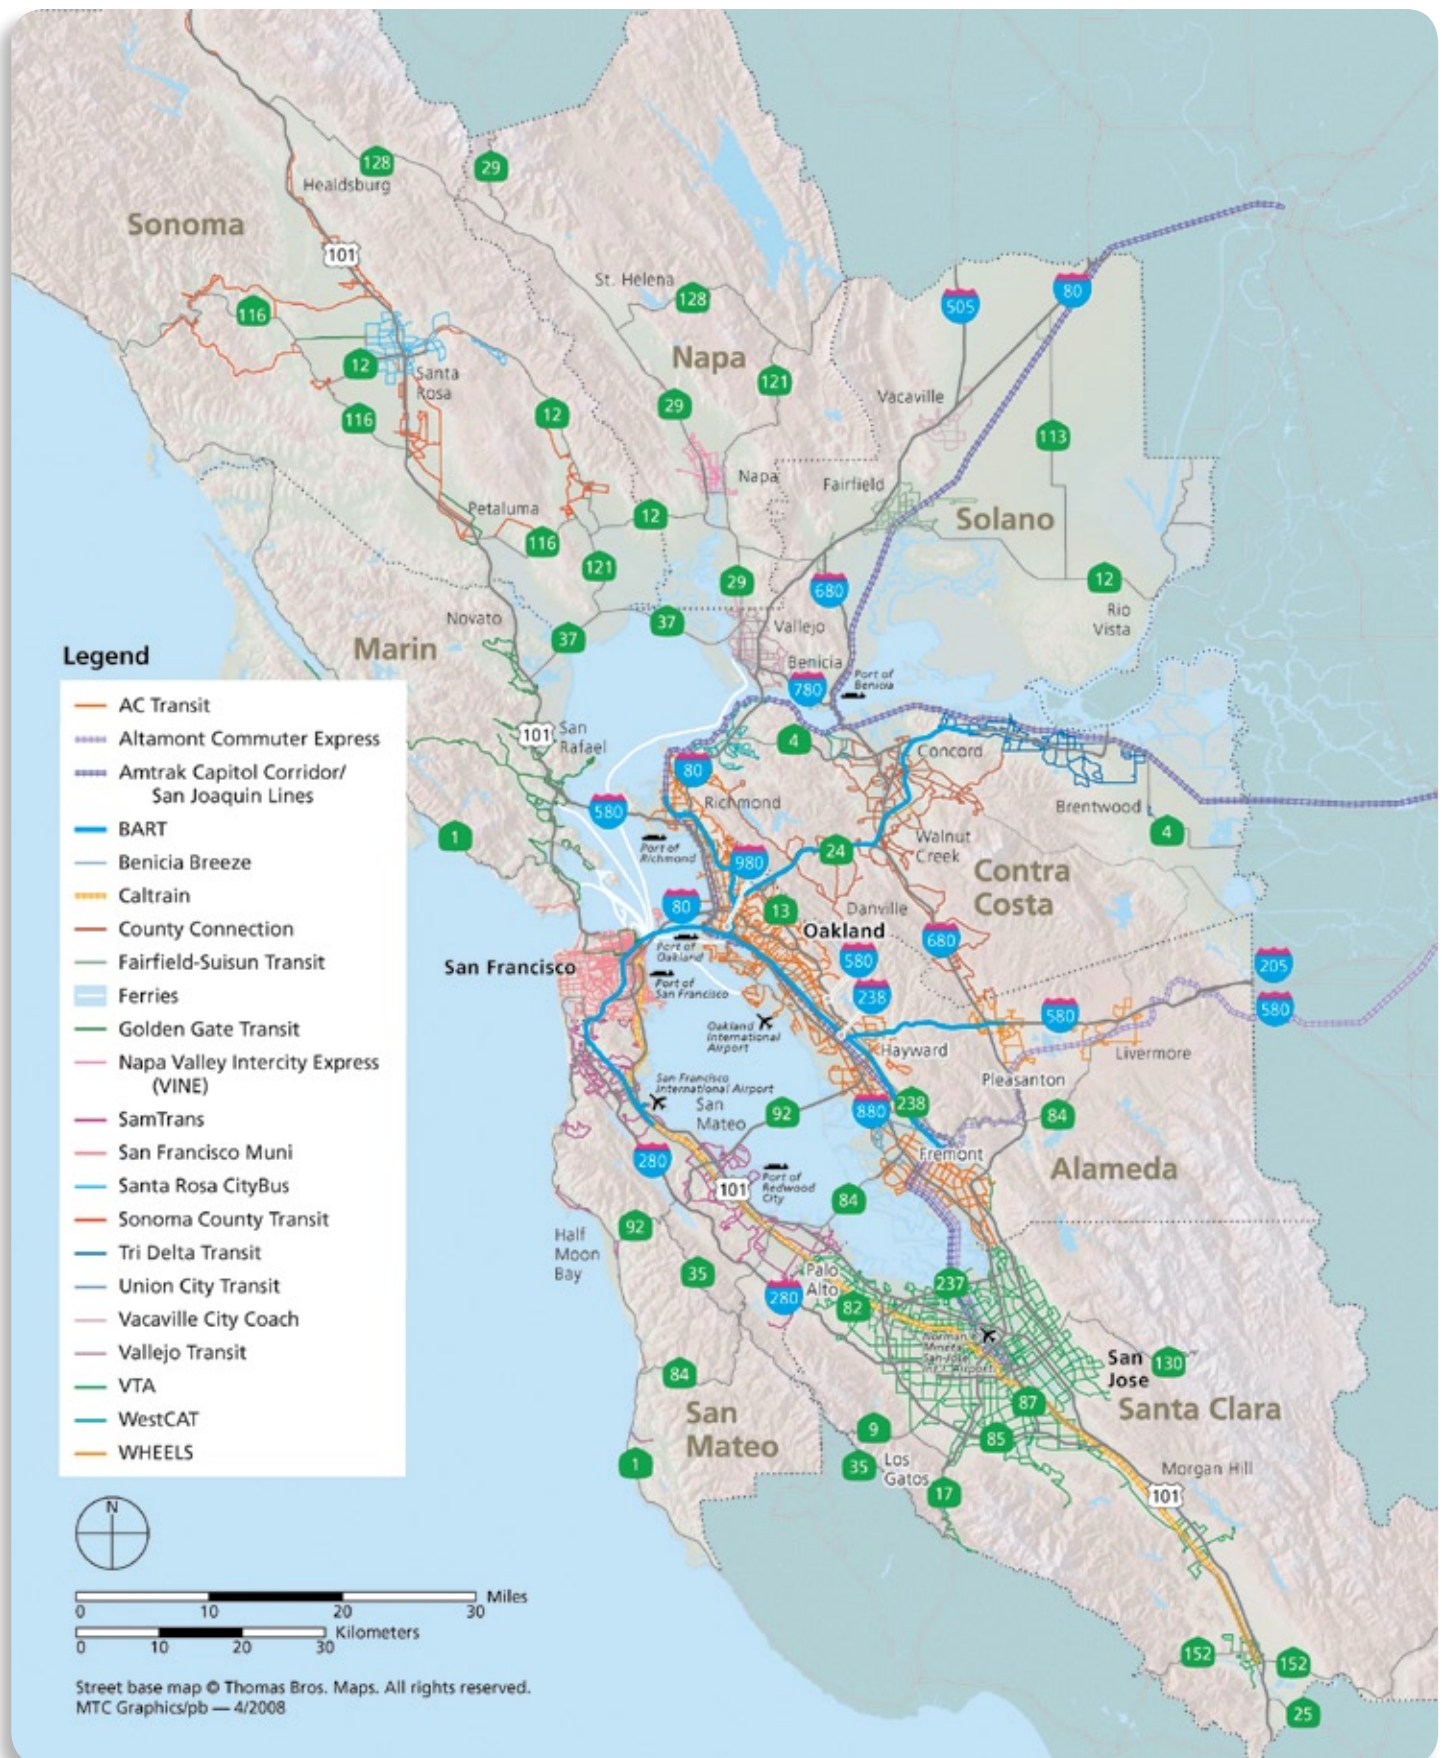 128
29
Healdsburg
Sonoma
101
St. Helena
128
505
80
116
Napa
12
Santa
Rosa
121
Vacaville
29
116
12
113
Napa
Fairfield
Petaluma
12
Solano
116
121
29
680
12
Rio
Vista
Novato
37
37
Vallejo
Marin
Benicia
780
Port of
Benicia
Legend
AC Transit
Altamont Commuter Express
Amtrak Capitol Corridor/
San Joaquin Lines
BART
Benicia Breeze
Caltrain
County Connection
Fairfield-Suisun Transit
Ferries
Golden Gate Transit
Napa Valley Intercity Express
(VINE)
SamTrans
San Francisco Muni
Santa Rosa CityBus
Sonoma County Transit
Tri Delta Transit
Union City Transit
Vacaville City Coach
Vallejo Transit
VTA
WestCAT
WHEELS
101
San
Rafael
4
Concord
80
Richmond
580
Brentwood
4
1
Port of
Richmond
980
24
Walnut
Creek
Contra
Costa
80
13
Danville
Oakland
680
Port of
Oakland
580
205
San Francisco
Port of
San Francisco
238
580
580
Oakland
International
Airport
Hayward
Livermore
Pleasanton
San Francisco
International Airport
San
Mateo
92
880
238
84
280
Fremont
Alameda
Port of
Redwood
City
101
84
92
Half
Moon
Bay
35
Palo
Alto
237
280
82
Norman Y.
Mineta
San Jose
Int'l Airport
San
Jose
130
84
87
Santa Clara
San
Mateo
9
85
1
35
Los
Gatos
17
Morgan Hill
101
N
Miles
0 10 20 30
Kilometers
0 10 20 30
152
152
25
Street base map © Thomas Bros. Maps. All rights reserved.
MTC Graphics/pb — 4/2008